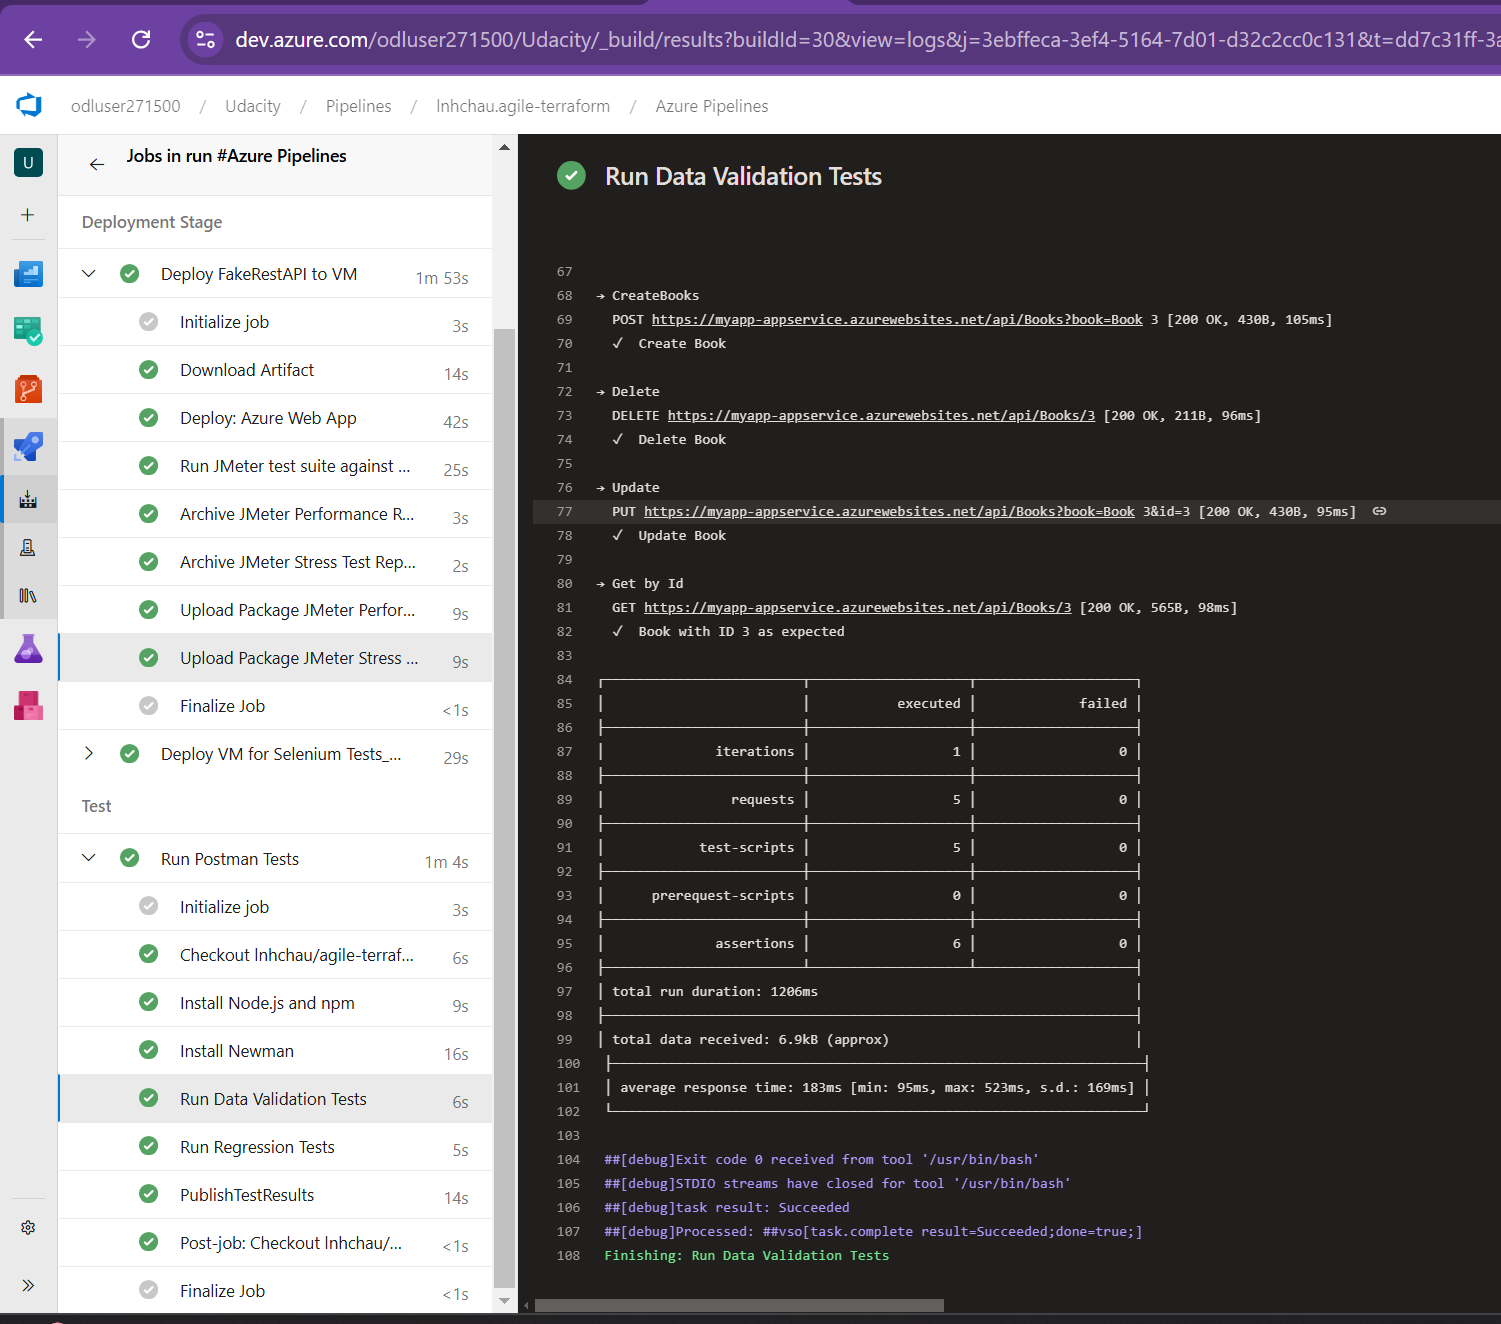 dev.azure.com/odluser271500/Udacity/_build/results?buildId=30&view=logs&j=3ebffeca-3ef4-5164-7d01-d32c2cc0c131&t=dd7c31ff-3a
odluser271500 / Udacity / Pipelines / lnhchau.agile-terraform / Azure Pipelines
U
Jobs in run #Azure Pipelines
Deployment Stage
Deploy FakeRestAPI to VM 1m 53s
Initialize job 3s
Download Artifact 14s
Deploy: Azure Web App 42s
Run JMeter test suite against ... 25s
Archive JMeter Performance R... 3s
Archive JMeter Stress Test Rep... 2s
Upload Package JMeter Perfor... 9s
Upload Package JMeter Stress ... 9s
Finalize Job <1s
Deploy VM for Selenium Tests_... 29s
Test
Run Postman Tests 1m 4s
Initialize job 3s
Checkout lnhchau/agile-terraf... 6s
Install Node.js and npm 9s
Install Newman 16s
Run Data Validation Tests 6s
Run Regression Tests 5s
PublishTestResults 14s
Post-job: Checkout lnhchau/... <1s
Finalize Job <1s
Run Data Validation Tests
67
68 → CreateBooks
69 POST https://myapp-appservice.azurewebsites.net/api/Books?book=Book 3 [200 OK, 430B, 105ms]
70 ✓ Create Book
71
72 → Delete
73 DELETE https://myapp-appservice.azurewebsites.net/api/Books/3 [200 OK, 211B, 96ms]
74 ✓ Delete Book
75
76 → Update
77 PUT https://myapp-appservice.azurewebsites.net/api/Books?book=Book 3&id=3 [200 OK, 430B, 95ms]
78 ✓ Update Book
79
80 → Get by Id
81 GET https://myapp-appservice.azurewebsites.net/api/Books/3 [200 OK, 565B, 98ms]
82 ✓ Book with ID 3 as expected
83
84
85 executed failed
86
87 iterations 1 0
88
89 requests 5 0
90
91 test-scripts 5 0
92
93 prerequest-scripts 0 0
94
95 assertions 6 0
96
97 total run duration: 1206ms
98
99 total data received: 6.9kB (approx)
100
101 average response time: 183ms [min: 95ms, max: 523ms, s.d.: 169ms]
102
103
104 ##[debug]Exit code 0 received from tool '/usr/bin/bash'
105 ##[debug]STDIO streams have closed for tool '/usr/bin/bash'
106 ##[debug]task result: Succeeded
107 ##[debug]Processed: ##vso[task.complete result=Succeeded;done=true;]
108 Finishing: Run Data Validation Tests